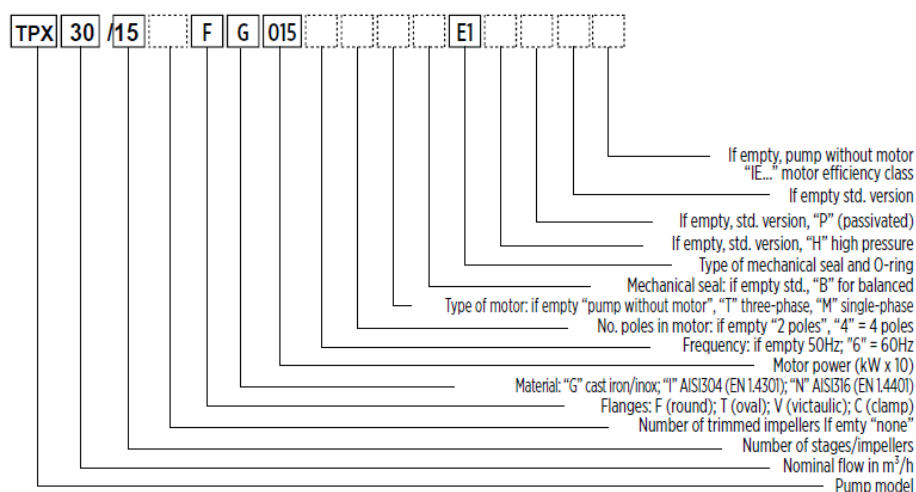 TPX 30 /15 F G 015 E1
If empty, pump without motor
“IE...” motor efficiency class
If empty std. version
If empty, std. version, “P” (passivated)
If empty, std. version, “H” high pressure
Type of mechanical seal and O-ring
Mechanical seal: if empty std., “B” for balanced
Type of motor: if empty “pump without motor”, “T” three-phase, “M” single-phase
No. poles in motor: if empty “2 poles”, “4” = 4 poles
Frequency: if empty 50Hz; "6" = 60Hz
Motor power (kW x 10)
Material: “G” cast iron/inox; “I” AISI304 (EN 1.4301); “N” AISI316 (EN 1.4401)
Flanges: F (round); T (oval); V (victaulic); C (clamp)
Number of trimmed impellers If emty “none”
Number of stages/impellers
Nominal flow in m³/h
Pump model